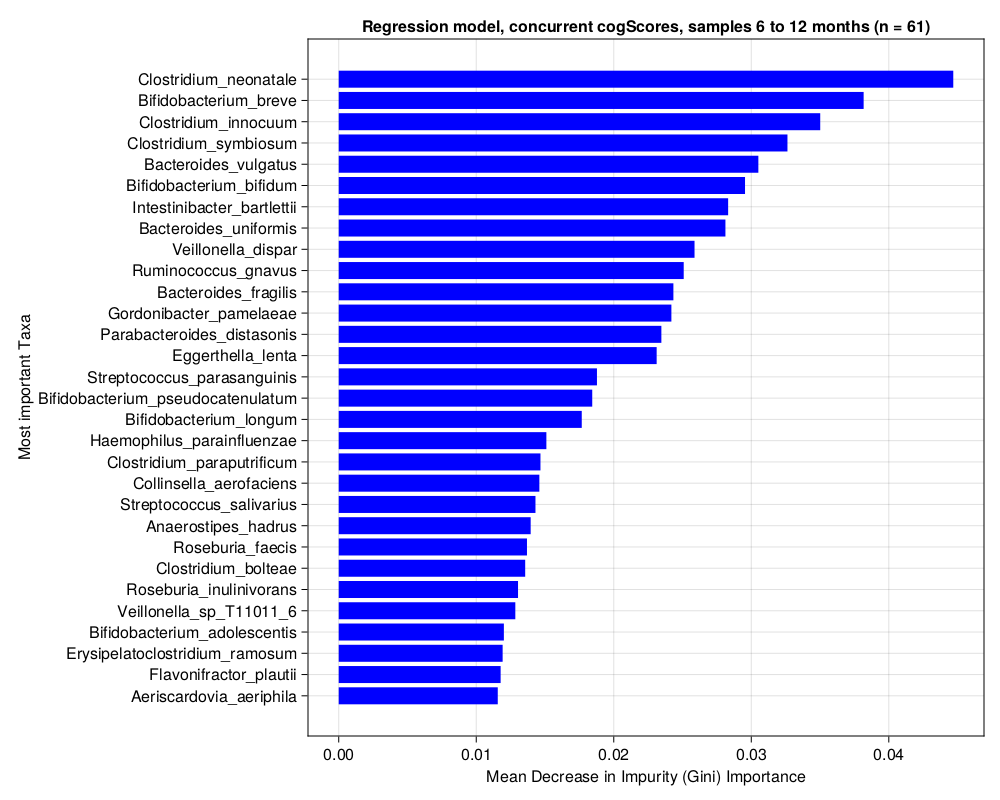 Regression model, concurrent cogScores, samples 6 to 12 months (n = 61)
Most important Taxa
Clostridium_neonatale
Bifidobacterium_breve
Clostridium_innocuum
Clostridium_symbiosum
Bacteroides_vulgatus
Bifidobacterium_bifidum
Intestinibacter_bartlettii
Bacteroides_uniformis
Veillonella_dispar
Ruminococcus_gnavus
Bacteroides_fragilis
Gordonibacter_pamelaeae
Parabacteroides_distasonis
Eggerthella_lenta
Streptococcus_parasanguinis
Bifidobacterium_pseudocatenulatum
Bifidobacterium_longum
Haemophilus_parainfluenzae
Clostridium_paraputrificum
Collinsella_aerofaciens
Streptococcus_salivarius
Anaerostipes_hadrus
Roseburia_faecis
Clostridium_bolteae
Roseburia_inulinivorans
Veillonella_sp_T11011_6
Bifidobacterium_adolescentis
Erysipelatoclostridium_ramosum
Flavonifractor_plautii
Aeriscardovia_aeriphila
0.00 0.01 0.02 0.03 0.04
Mean Decrease in Impurity (Gini) Importance